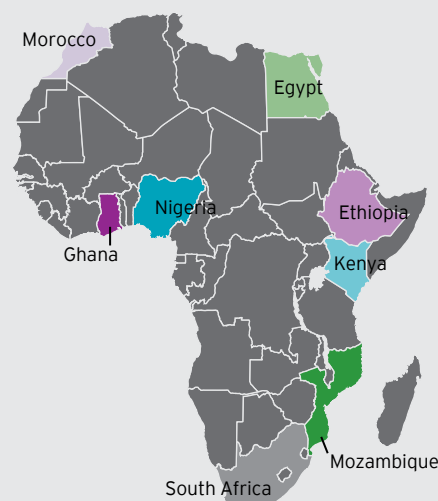 Morocco
Egypt
Nigeria
Ethiopia
Ghana
Kenya
Mozambique
South Africa